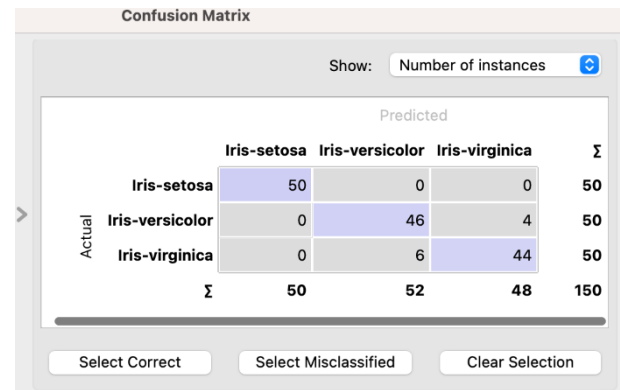 Confusion Matrix
Show: Number of instances
Predicted
Iris-setosa Iris-versicolor Iris-virginica Σ
Iris-setosa 50 0 0 50
Actual
Iris-versicolor 0 46 4 50
Iris-virginica 0 6 44 50
Σ 50 52 48 150
Select Correct Select Misclassified Clear Selection